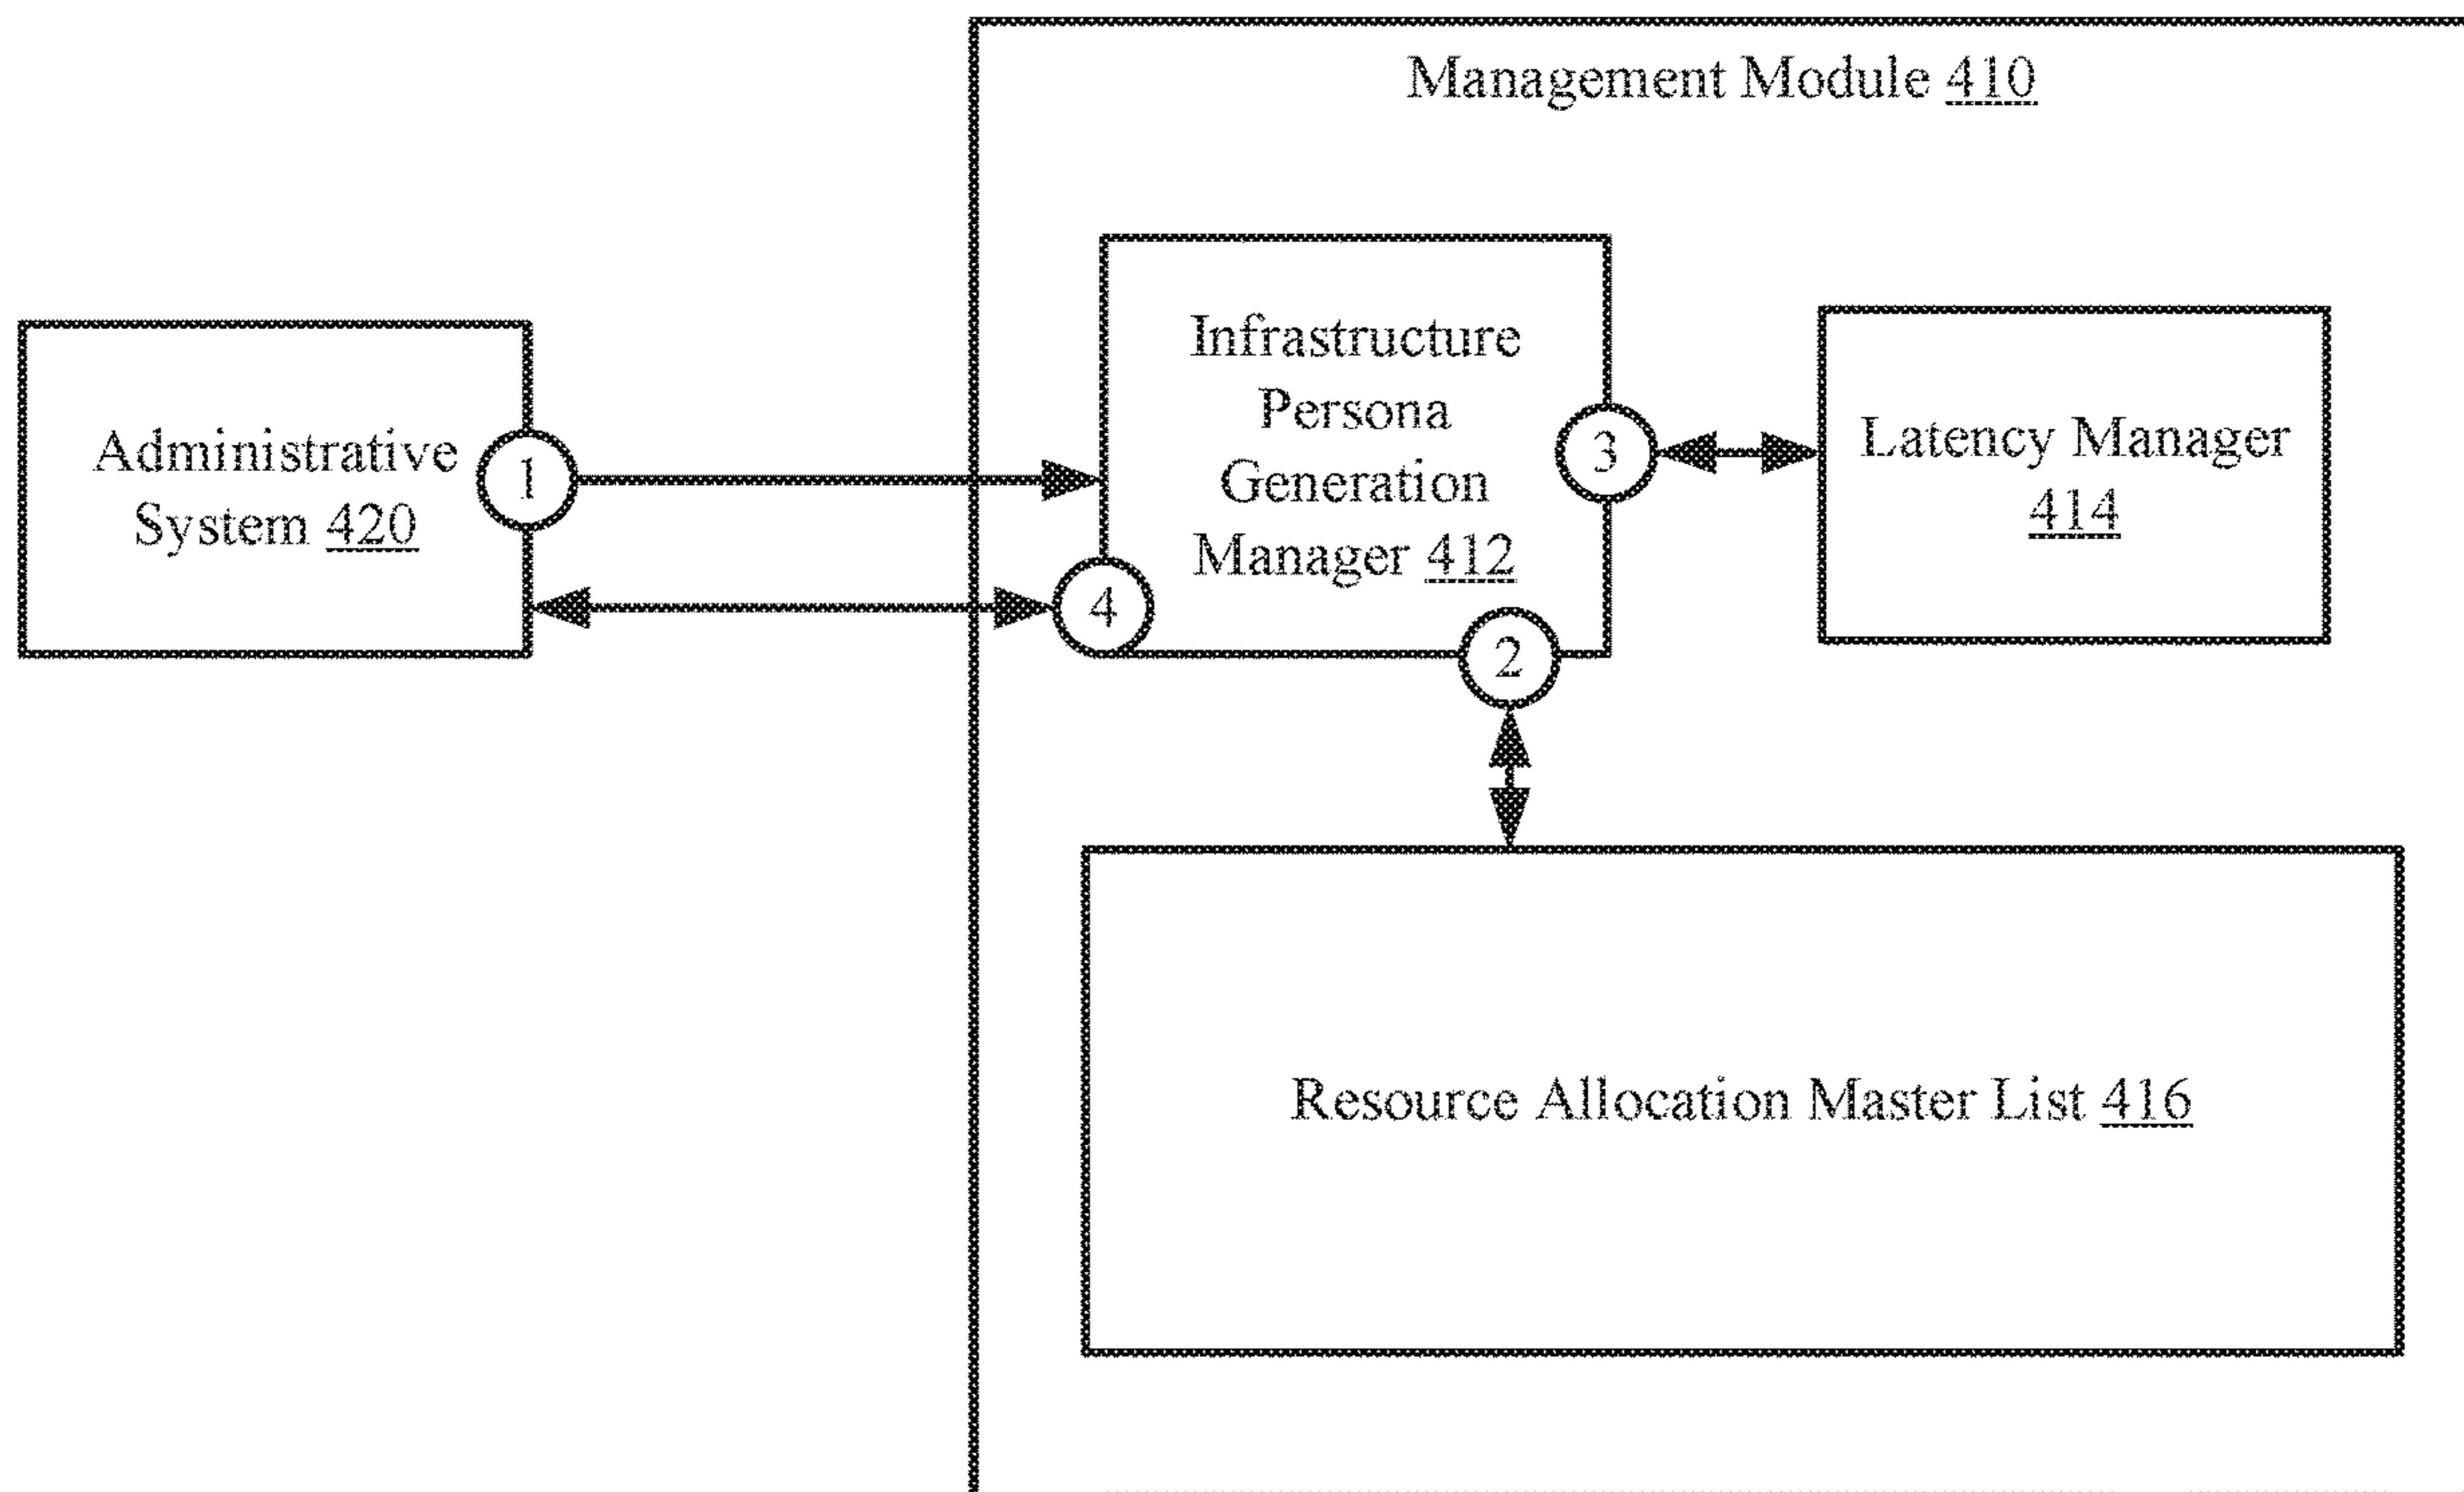 Management Module 410
Administrative
System 420
1
Infrastructure
Persona
Generation
Manager 412
3
4
2
Latency Manager
414
Resource Allocation Master List 416